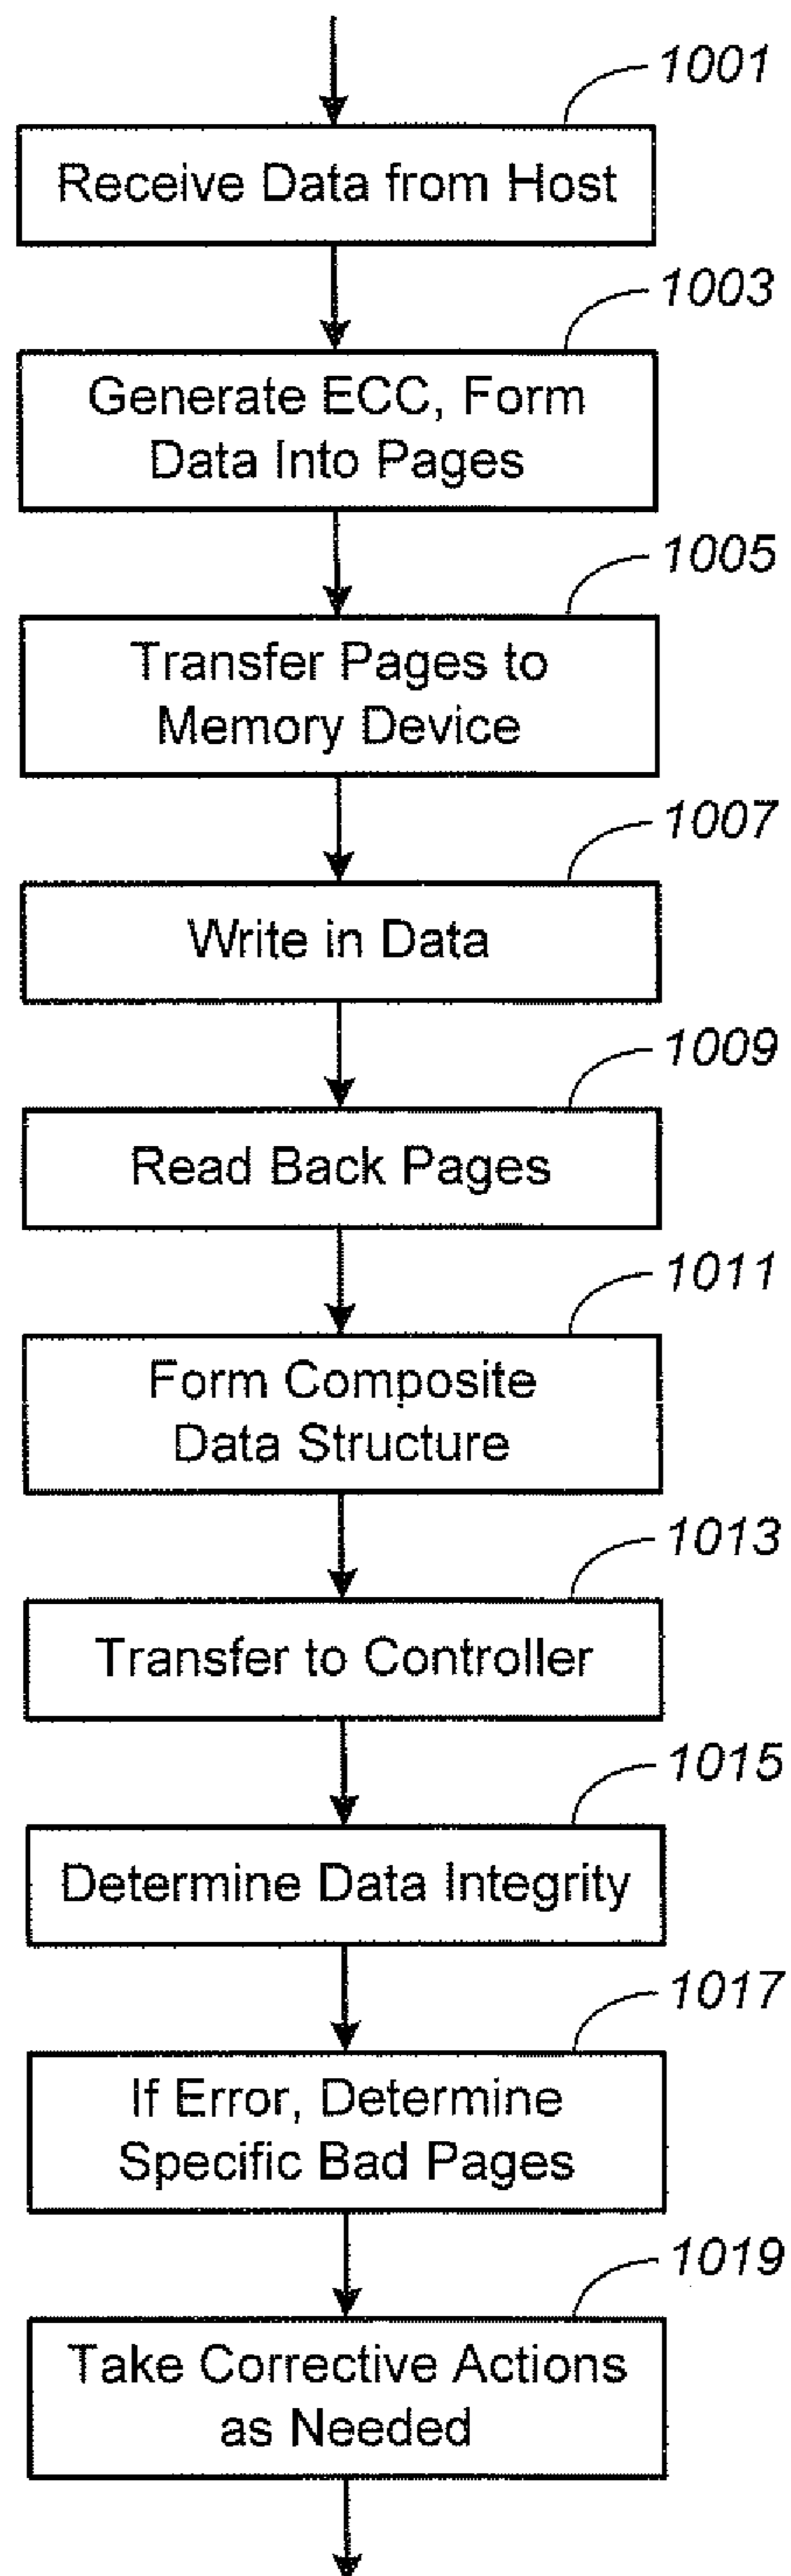 1001
Receive Data from Host
1003
Generate ECC, Form
Data Into Pages
1005
Transfer Pages to
Memory Device
1007
Write in Data
1009
Read Back Pages
1011
Form Composite
Data Structure
1013
Transfer to Controller
1015
Determine Data Integrity
1017
If Error, Determine
Specific Bad Pages
1019
Take Corrective Actions
as Needed